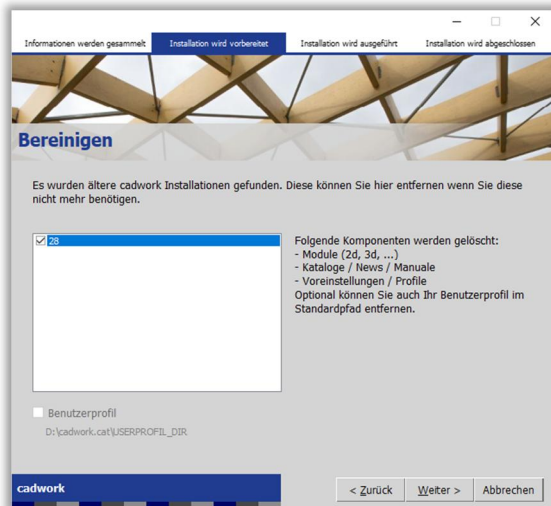 Informationen werden gesammelt
Installation wird vorbereitet
Installation wird ausgeführt
Installation wird abgeschlossen
Bereinigen
Es wurden ältere cadwork Installationen gefunden. Diese können Sie hier entfernen wenn Sie diese
nicht mehr benötigen.
28
Folgende Komponenten werden gelöscht:
- Module (2d, 3d, ...)
- Kataloge / News / Manuale
- Voreinstellungen / Profile
Optional können Sie auch Ihr Benutzerprofil im
Standardpfad entfernen.
Benutzerprofil
D:\cadwork.cat\USERPROFIL_DIR
cadwork
< Zurück
Weiter >
Abbrechen